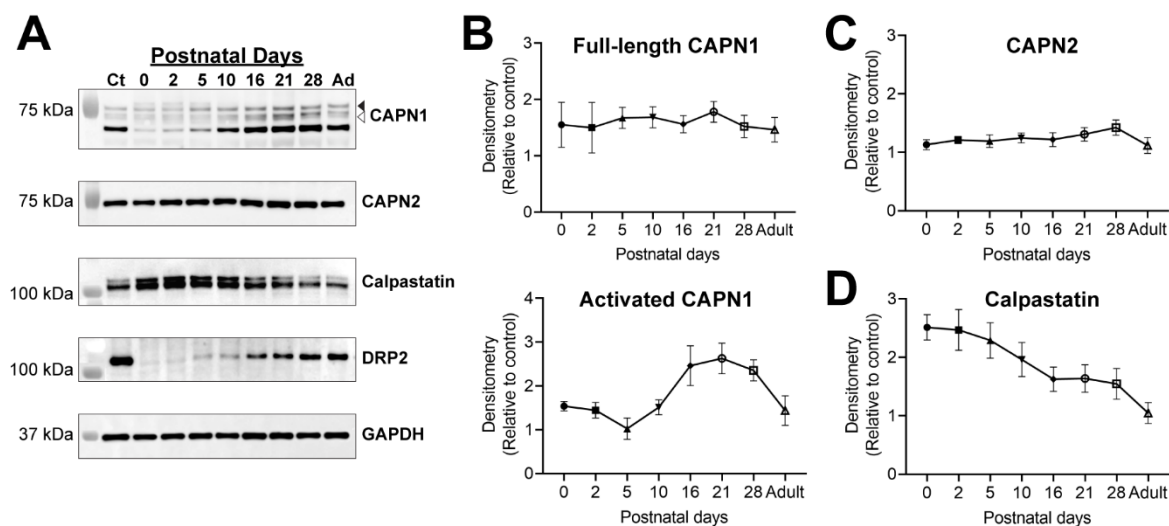 A
Postnatal Days
Ct 0 2 5 10 16 21 28 Ad
75 kDa
CAPN1
75 kDa
CAPN2
100 kDa
Calpastatin
100 kDa
DRP2
37 kDa
GAPDH
B
Full-length CAPN1
Densitometry
(Relative to control)
3
2
1
0
0 2 5 10 16 21 28 Adult
Postnatal days
Activated CAPN1
Densitometry
(Relative to control)
4
3
2
1
0
0 2 5 10 16 21 28 Adult
Postnatal days
C
CAPN2
Densitometry
(Relative to control)
3
2
1
0
0 2 5 10 16 21 28 Adult
Postnatal days
D
Calpastatin
Densitometry
(Relative to control)
3
2
1
0
0 2 5 10 16 21 28 Adult
Postnatal days